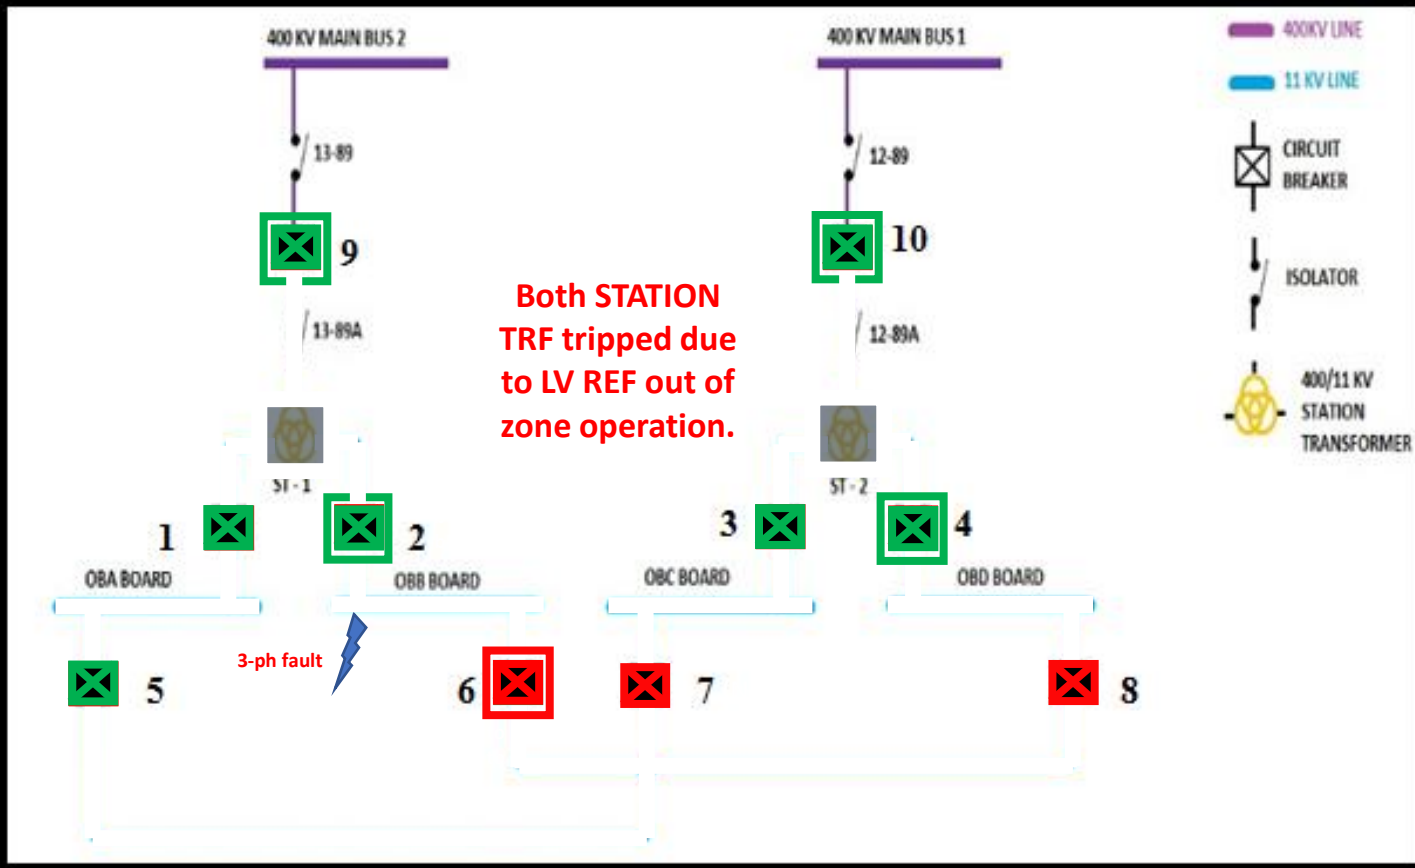 400 KV MAIN BUS 2
400 KV MAIN BUS 1
400KV LINE
11 KV LINE
13-89
12-89
CIRCUIT
BREAKER
9
10
Both STATION
TRF tripped due
to LV REF out of
zone operation.
ISOLATOR
13-89A
12-89A
400/11 KV
STATION
TRANSFORMER
ST - 1
ST - 2
1
2
3
4
OBA BOARD
OBB BOARD
OBC BOARD
OBD BOARD
3-ph fault
5
6
7
8